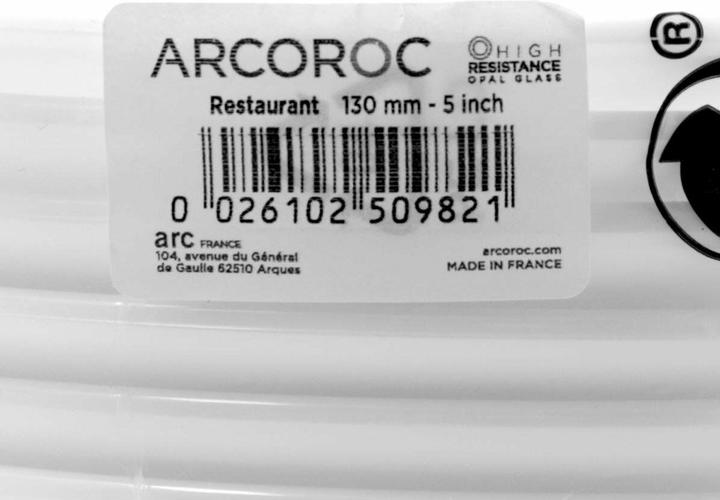 ARCOROC
HIGH
RESISTANCE
OPAL GLASS
®
Restaurant 130 mm - 5 inch
0 026102 509821
arc FRANCE
104, avenue du Général
de Gaulle 62510 Arques
arcoroc.com
MADE IN FRANCE